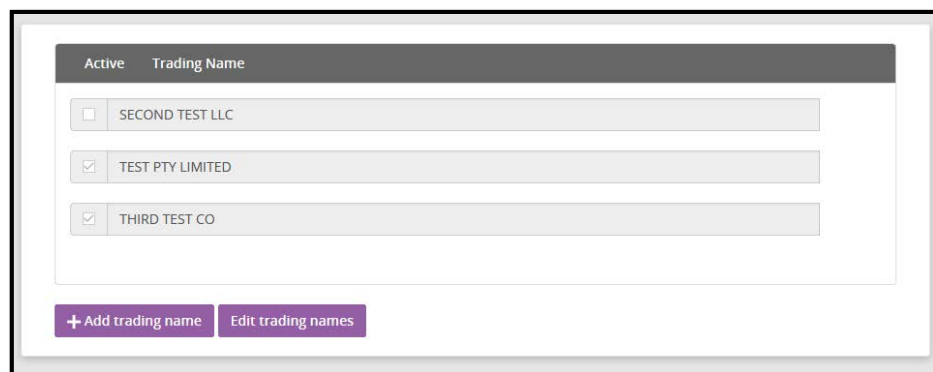 Active Trading Name
SECOND TEST LLC
TEST PTY LIMITED
THIRD TEST CO
+ Add trading name Edit trading names